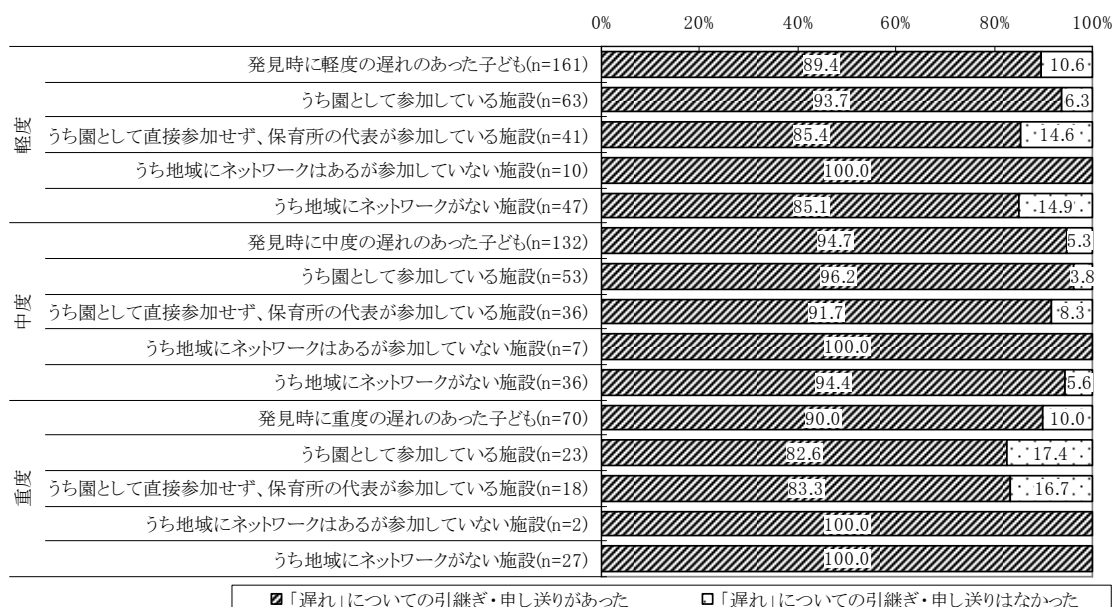 0% 20% 40% 60% 80% 100%
軽度
発見時に軽度の遅れのあった子ども(n=161) 89.4 10.6
うち園として参加している施設(n=63) 93.7 6.3
うち園として直接参加せず、保育所の代表が参加している施設(n=41) 85.4 14.6
うち地域にネットワークはあるが参加していない施設(n=10) 100.0
うち地域にネットワークがない施設(n=47) 85.1 14.9
中度
発見時に中度の遅れのあった子ども(n=132) 94.7 5.3
うち園として参加している施設(n=53) 96.2 3.8
うち園として直接参加せず、保育所の代表が参加している施設(n=36) 91.7 8.3
うち地域にネットワークはあるが参加していない施設(n=7) 100.0
うち地域にネットワークがない施設(n=36) 94.4 5.6
重度
発見時に重度の遅れのあった子ども(n=70) 90.0 10.0
うち園として参加している施設(n=23) 82.6 17.4
うち園として直接参加せず、保育所の代表が参加している施設(n=18) 83.3 16.7
うち地域にネットワークはあるが参加していない施設(n=2) 100.0
うち地域にネットワークがない施設(n=27) 100.0
「遅れ」についての引継ぎ・申し送りがあった 「遅れ」についての引継ぎ・申し送りはなかった